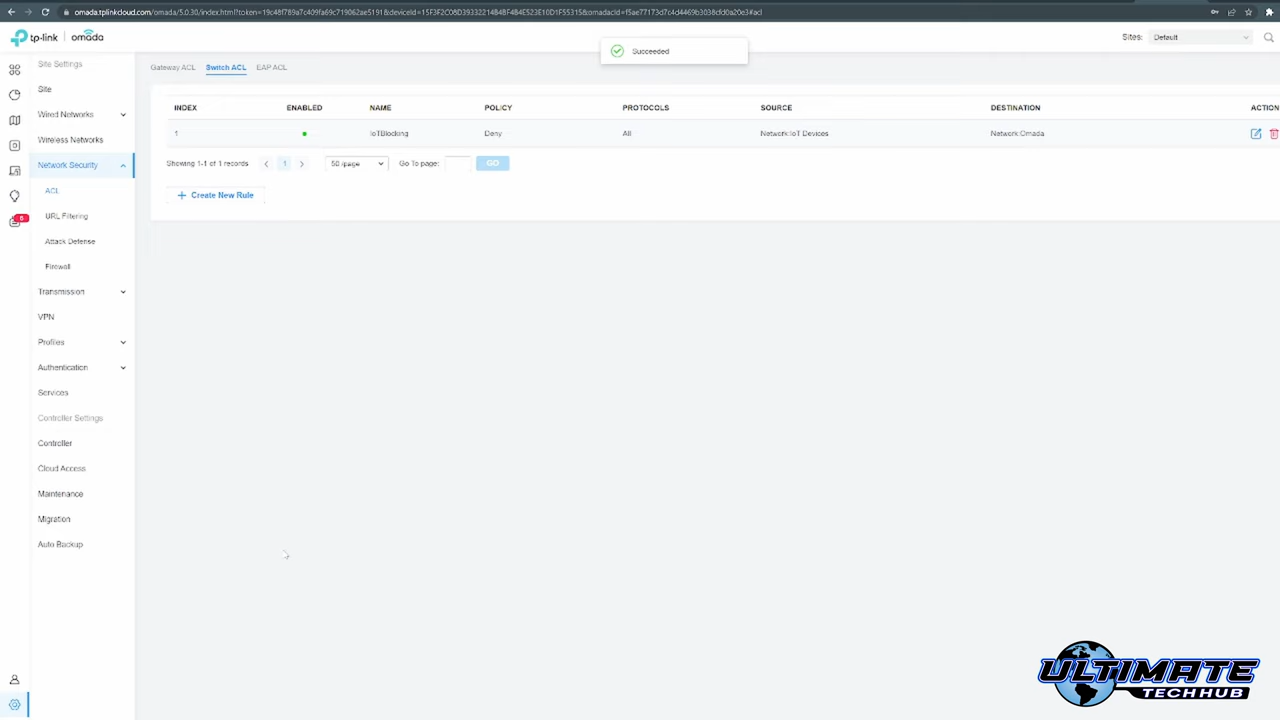 omada.tplinkcloud.com/omada/5.0.30/index.html?token=19c48f789a7c409fa69c719062ae5191&deviceId=15F3F2C08D39332214B4BF4B4E523E10D1F55315&omadacId=f5ae77173d7c4d4469b3038cfd0a20e3#acl
tp-link | omada
Succeeded
Sites: Default
Site Settings
Gateway ACL Switch ACL EAP ACL
Site
Wired Networks
Wireless Networks
Network Security
ACL
URL Filtering
Attack Defense
Firewall
Transmission
VPN
Profiles
Authentication
Services
Controller Settings
Controller
Cloud Access
Maintenance
Migration
Auto Backup
INDEX ENABLED NAME POLICY PROTOCOLS SOURCE DESTINATION ACTION
1 IoTBlocking Deny All Network:IoT Devices Network:Omada
Showing 1-1 of 1 records 1 50 /page Go To page: GO
Create New Rule
ULTIMATE
TECHHUB